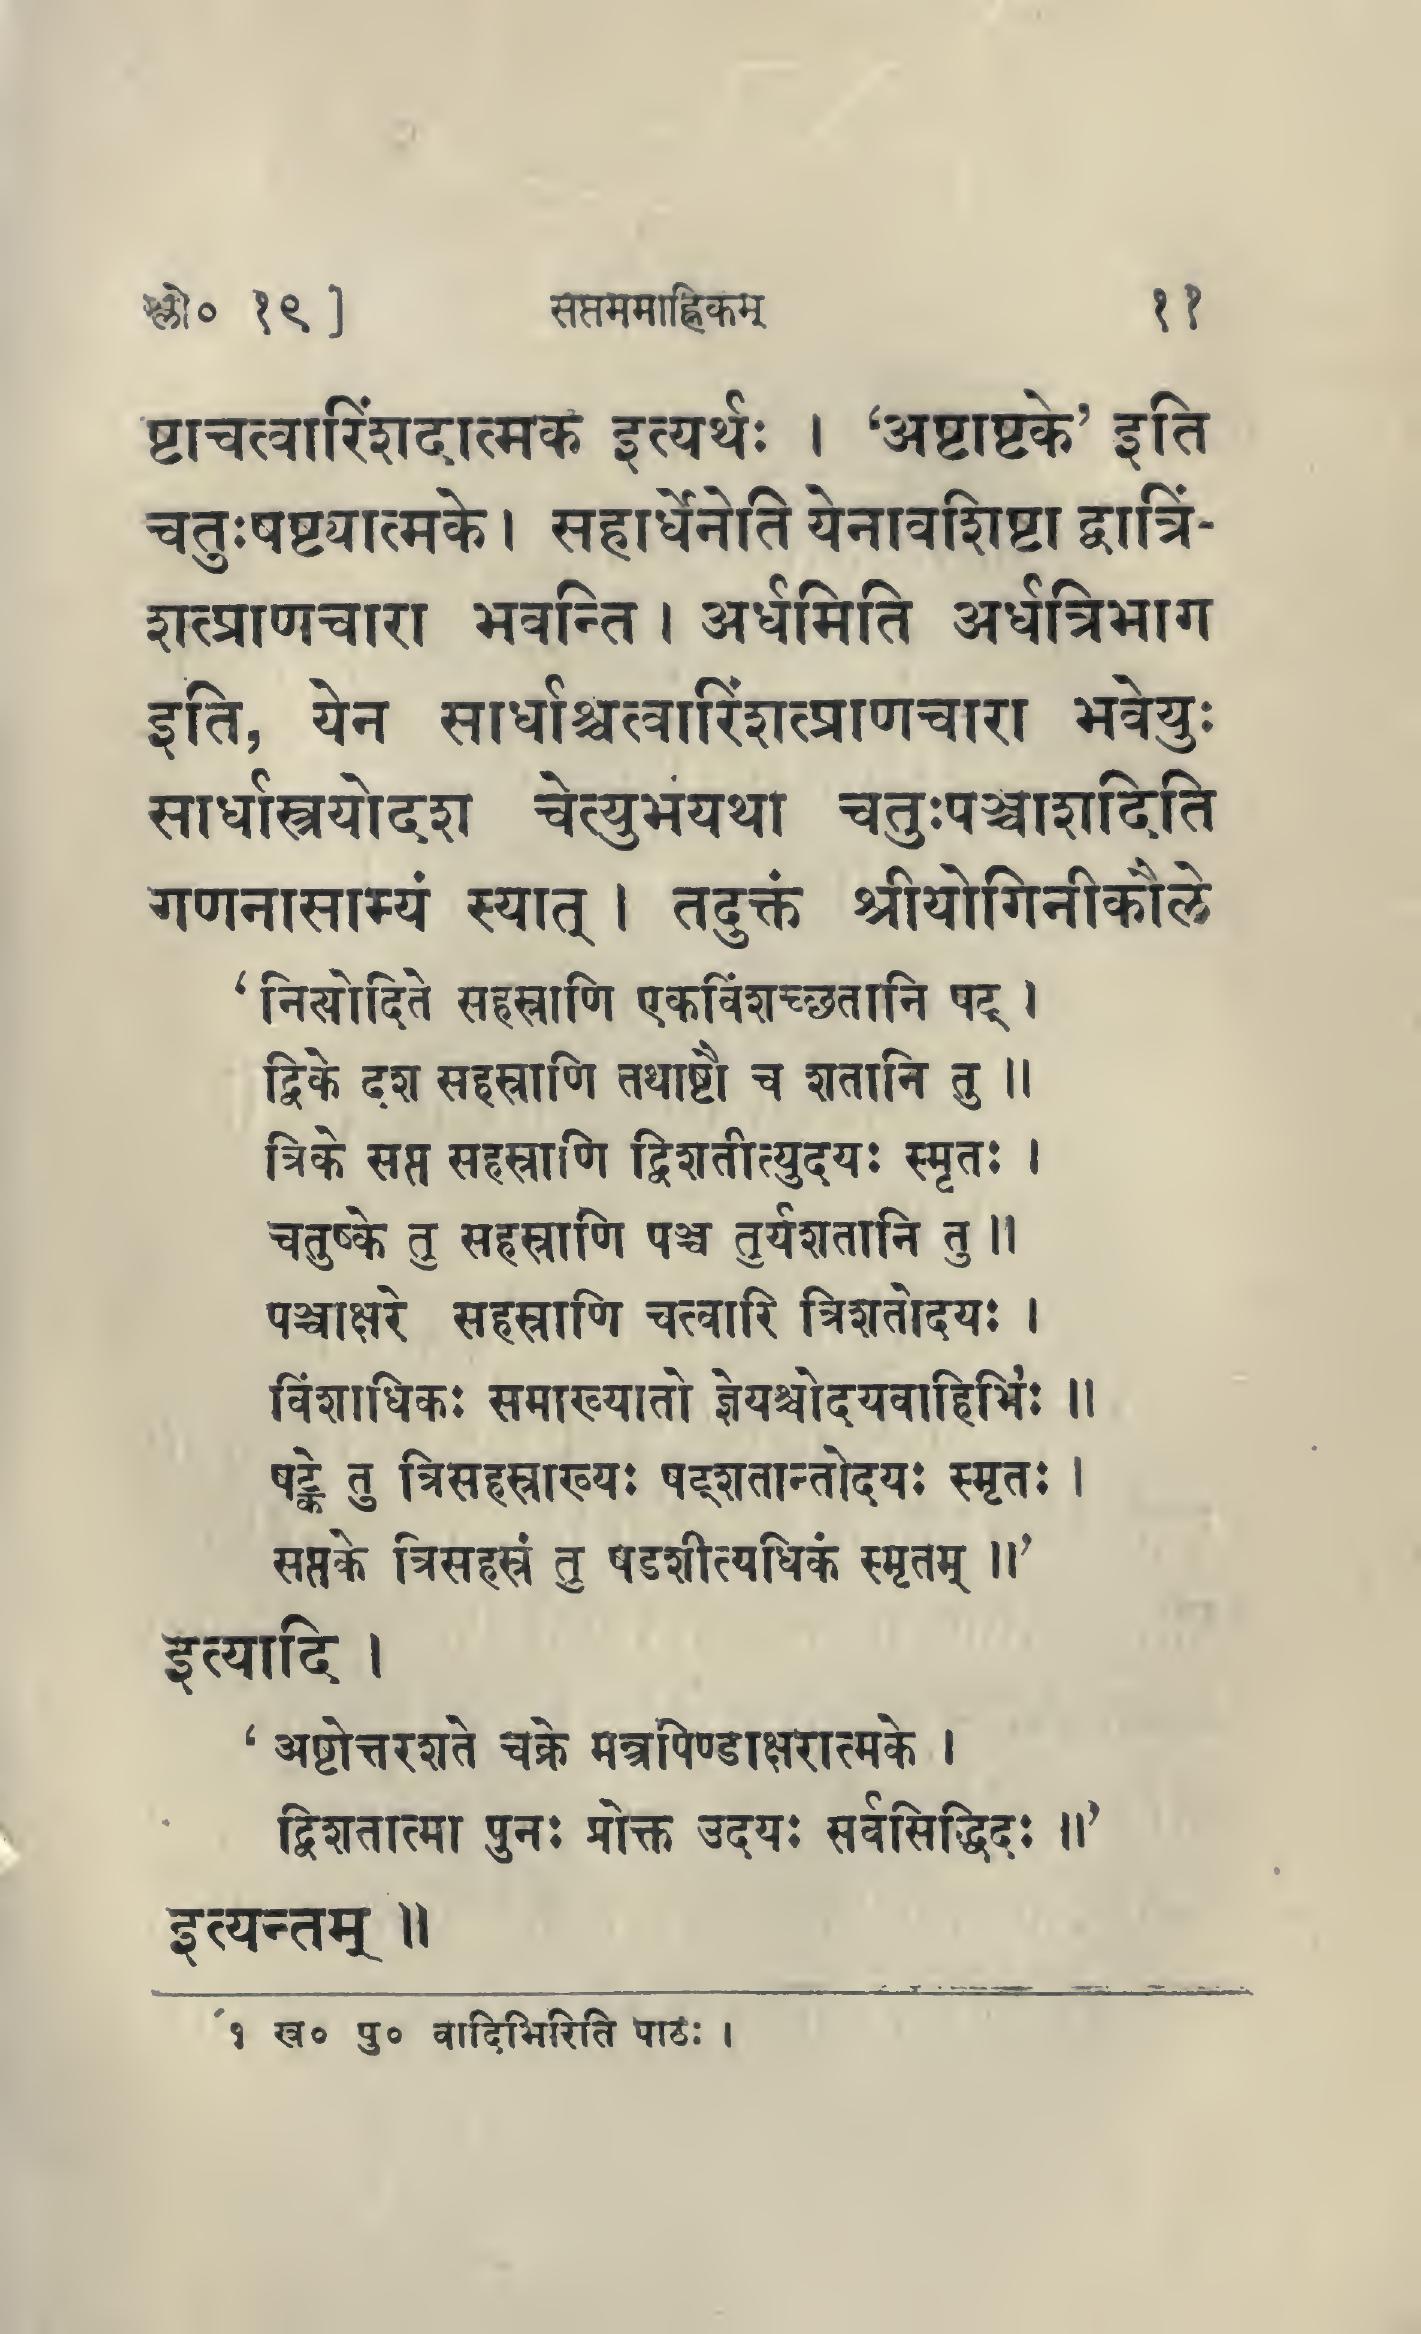 श्लो० १९]
सप्तममाह्निकम्
११
ष्टाचत्वारिंशदात्मक इत्यर्थः । ‘अष्टाष्टके’ इति
चतुःषष्ट्यात्मके। सहार्धेनेति येनावशिष्टा द्वात्रिं-
शत्प्राणचारा भवन्ति। अर्धमिति अर्धत्रिभाग
इति, येन सार्धाश्चत्वारिंशत्प्राणचारा भवेयुः
सार्धास्त्रयोदश चेत्युभयथा चतुःपञ्चाशदिति
गणनासाम्यं स्यात् । तदुक्तं श्रीयोगिनीकौले
‘नित्योदिते सहस्राणि एकविंशच्छतानि षट् ।
द्विके दश सहस्राणि तथाष्टौ च शतानि तु ॥
त्रिके सप्त सहस्राणि द्विशतीत्युदयः स्मृतः ।
चतुष्के तु सहस्राणि पञ्च तुर्यशतानि तु ॥
पञ्चाक्षरे सहस्राणि चत्वारि त्रिशतोदयः ।
विंशाधिकः समाख्यातो ज्ञेयश्चोदयवाहिभिः१ ॥
षट्के तु त्रिसहस्राख्यः षट्शतान्तोदयः स्मृतः ।
सप्तके त्रिसहस्रं तु षडशीत्यधिकं स्मृतम् ॥’
इत्यादि ।
‘अष्टोत्तरशते चक्रे मन्त्रपिण्डाक्षरात्मके ।
द्विशतात्मा पुनः प्रोक्त उदयः सर्वसिद्धिदः ॥’
इत्यन्तम् ॥
१ ख० पु० वादिभिरिति पाठः ।